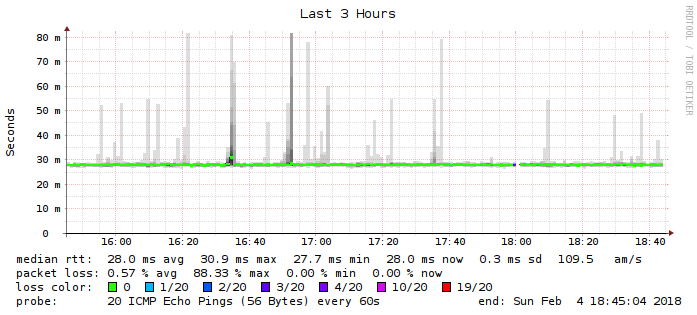 Last 3 Hours
RRDTOOL / TOBI OETIKER
Seconds
80 m
70 m
60 m
50 m
40 m
30 m
20 m
10 m
0
16:00 16:20 16:40 17:00 17:20 17:40 18:00 18:20 18:40
median rtt: 28.0 ms avg 30.9 ms max 27.7 ms min 28.0 ms now 0.3 ms sd 109.5 am/s
packet loss: 0.57 % avg 88.33 % max 0.00 % min 0.00 % now
loss color: 0 1/20 2/20 3/20 4/20 10/20 19/20
probe: 20 ICMP Echo Pings (56 Bytes) every 60s end: Sun Feb 4 18:45:04 2018